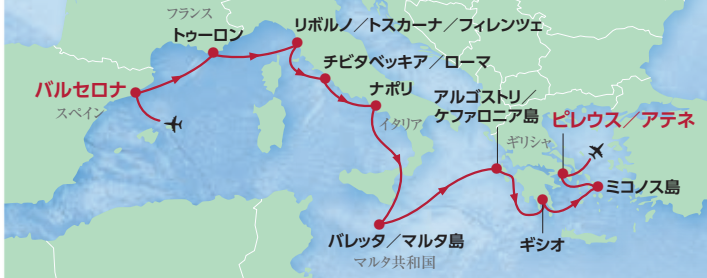 フランス
トゥーロン
リボルノ／トスカーナ／フィレンツェ
チビタベッキア／ローマ
バルセロナ
スペイン
ナポリ
イタリア
アルゴストリ／
ケファロニア島
ギリシャ
ピレウス／アテネ
ミコノス島
ギシオ
バレッタ／マルタ島
マルタ共和国